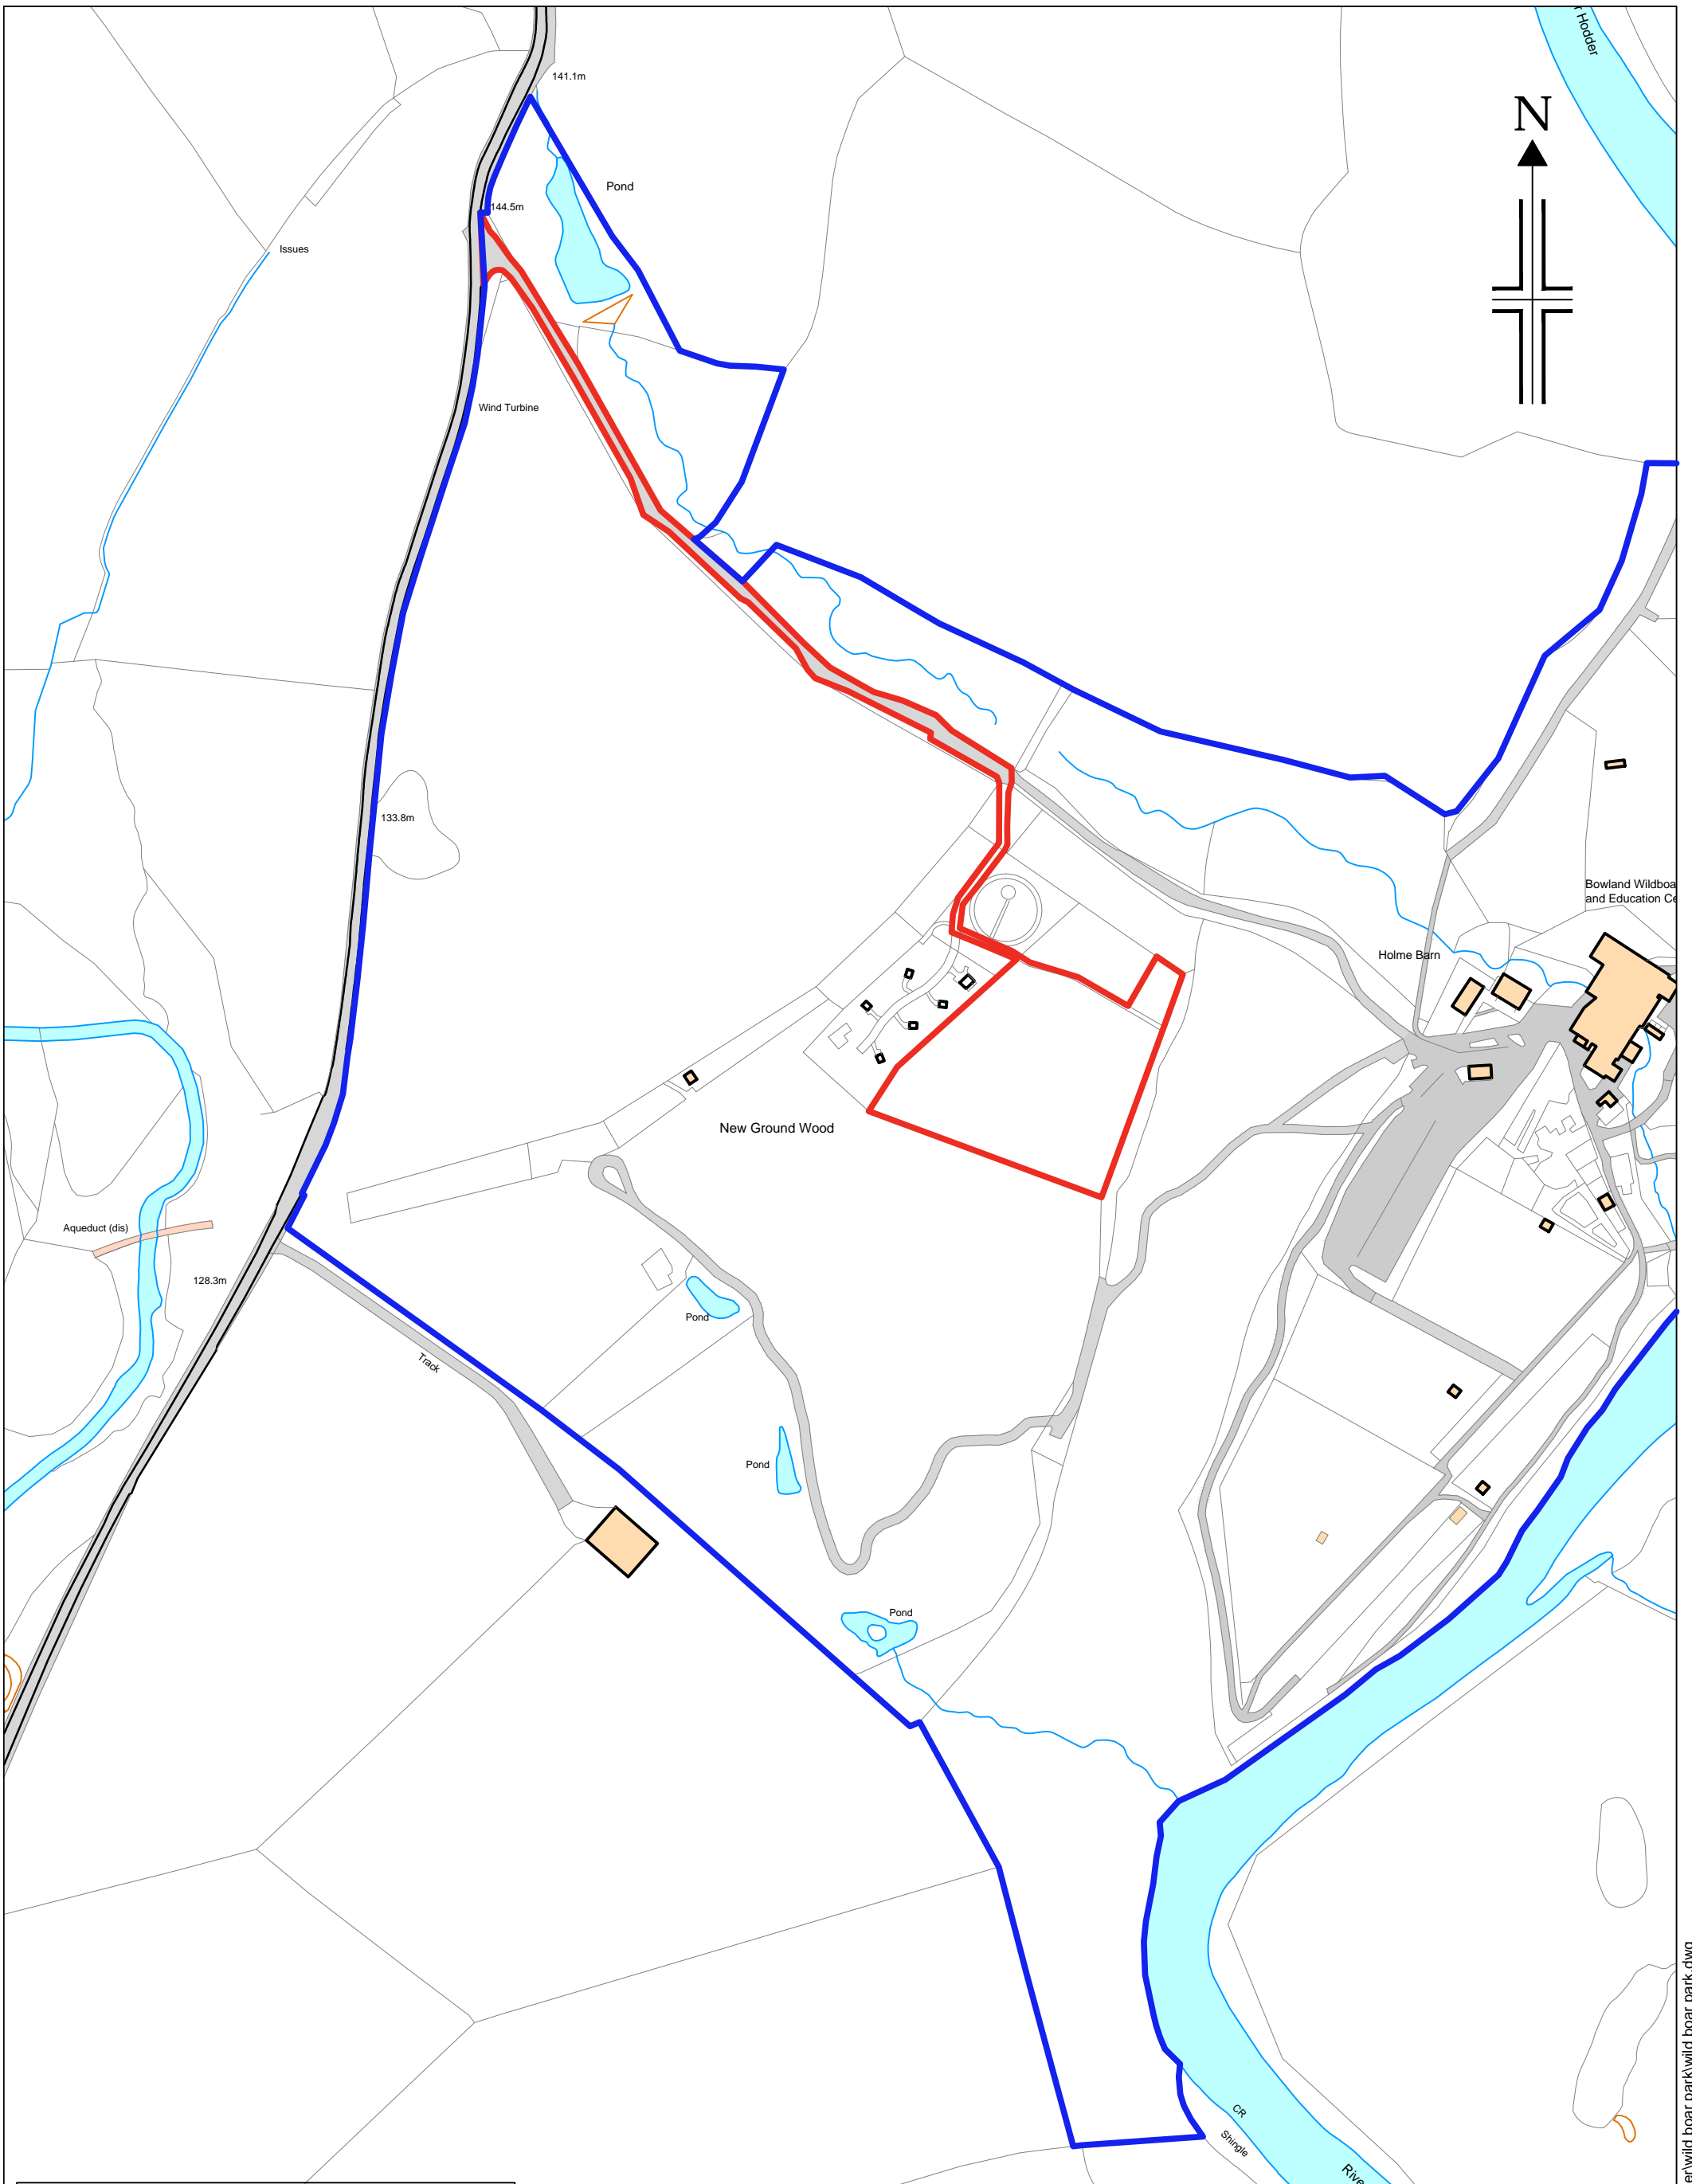 r Hodder
141.1m
N
Pond
144.5m
Issues
Wind Turbine
133.8m
Bowland Wildboa
and Education Ce
Holme Barn
New Ground Wood
Aqueduct (dis)
128.3m
Pond
Track
Pond
Pond
CR
Shingle
Rive
er\wild boar park\wild boar park.dwg